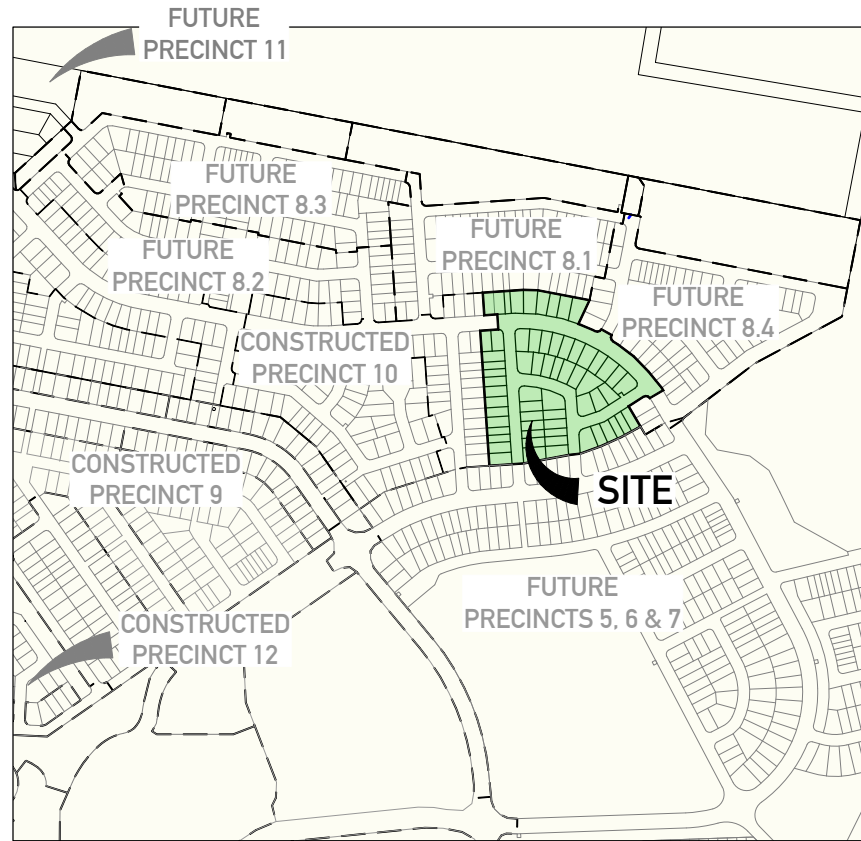 FUTURE
PRECINCT 11
FUTURE
PRECINCT 8.3
FUTURE
PRECINCT 8.1
FUTURE
PRECINCT 8.2
FUTURE
PRECINCT 8.4
CONSTRUCTED
PRECINCT 10
CONSTRUCTED
PRECINCT 9
SITE
FUTURE
PRECINCTS 5, 6 & 7
CONSTRUCTED
PRECINCT 12